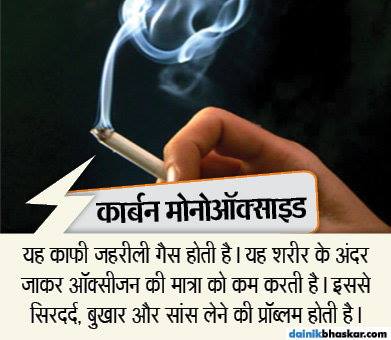 कार्बन मोनोऑक्साइड
यह काफी जहरीली गैस होती है। यह शरीर के अंदर
जाकर ऑक्सीजन की मात्रा को कम करती है। इससे
सिरदर्द, बुखार और सांस लेने की प्रॉब्लम होती है।
dainikbhaskar.com